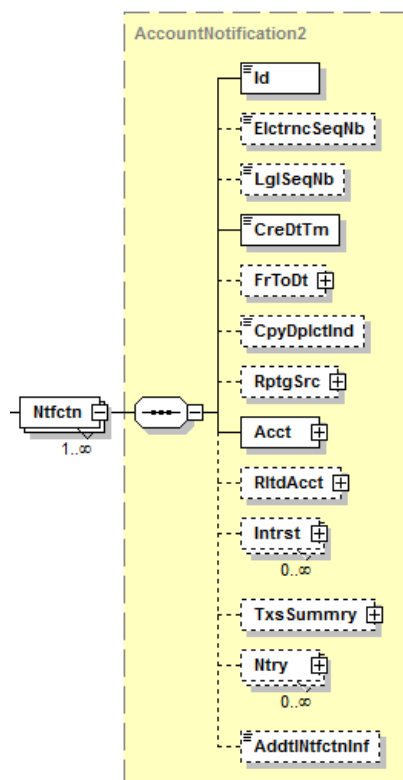 AccountNotification2
Id
ElctrncSeqNb
LglSeqNb
CreDtTm
FrToDt
CpyDplctInd
RptgSrc
Ntfctn
1..∞
Acct
RltdAcct
Intrst
0..∞
TxsSummry
Ntry
0..∞
AddtlNtfctnInf